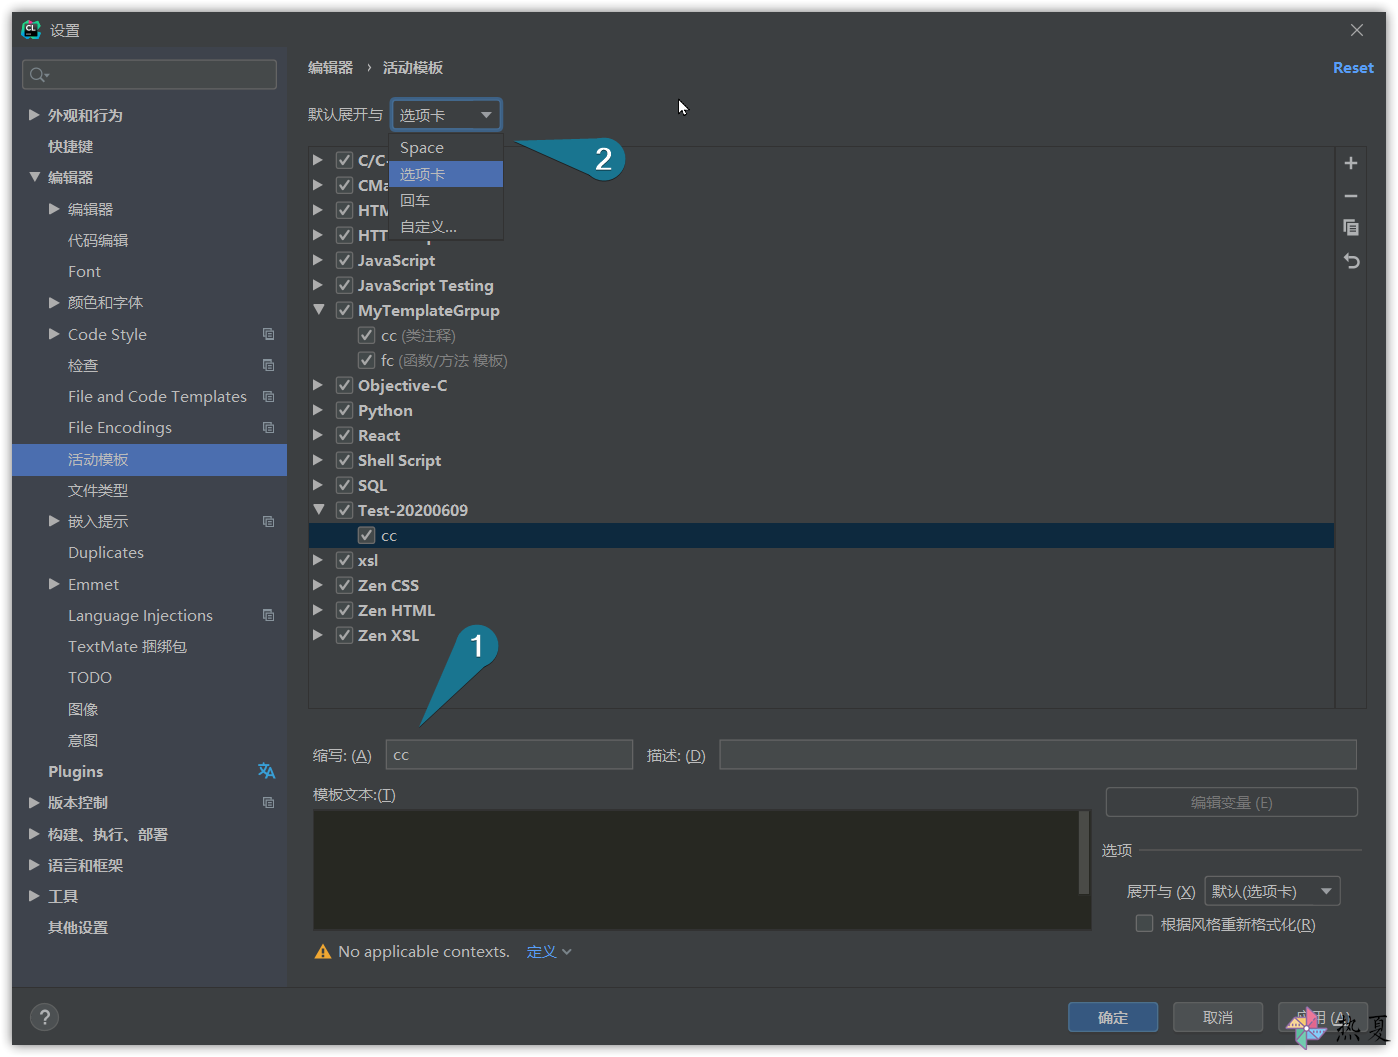 CL 设置
编辑器 › 活动模板
Reset
外观和行为
快捷键
编辑器
编辑器
代码编辑
Font
颜色和字体
Code Style
检查
File and Code Templates
File Encodings
活动模板
文件类型
嵌入提示
Duplicates
Emmet
Language Injections
TextMate 捆绑包
TODO
图像
意图
Plugins
版本控制
构建、执行、部署
语言和框架
工具
其他设置
默认展开与 选项卡
Space
选项卡
回车
自定义...
2
C/C
CMa
HTM
HTT
JavaScript
JavaScript Testing
MyTemplateGrpup
cc (类注释)
fc (函数/方法 模板)
Objective-C
Python
React
Shell Script
SQL
Test-20200609
cc
xsl
Zen CSS
Zen HTML
Zen XSL
1
缩写: (A) cc 描述: (D)
模板文本:(T)
编辑变量 (E)
选项
展开与 (X) 默认(选项卡)
根据风格重新格式化(R)
No applicable contexts. 定义
?
确定 取消 应用 (A)
热夏